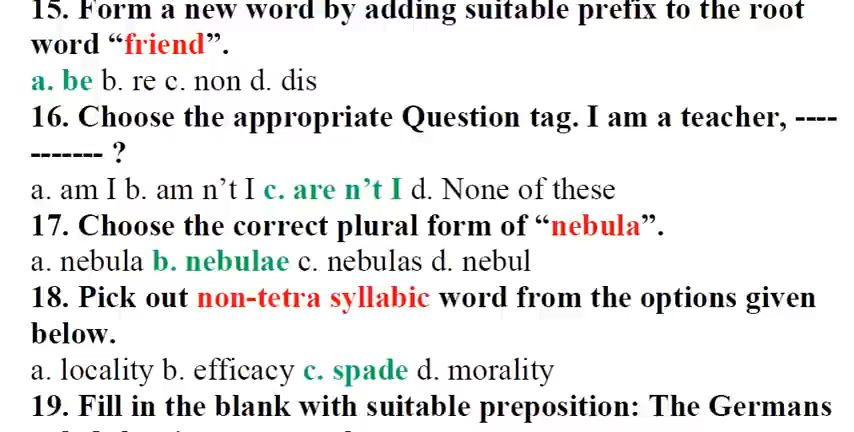 15. Form a new word by adding suitable prefix to the root
word “friend”.
a. be b. re c. non d. dis
16. Choose the appropriate Question tag. I am a teacher, ----
------- ?
a. am I b. am n’t I c. are n’t I d. None of these
17. Choose the correct plural form of “nebula”.
a. nebula b. nebulae c. nebulas d. nebul
18. Pick out non-tetra syllabic word from the options given
below.
a. locality b. efficacy c. spade d. morality
19. Fill in the blank with suitable preposition: The Germans